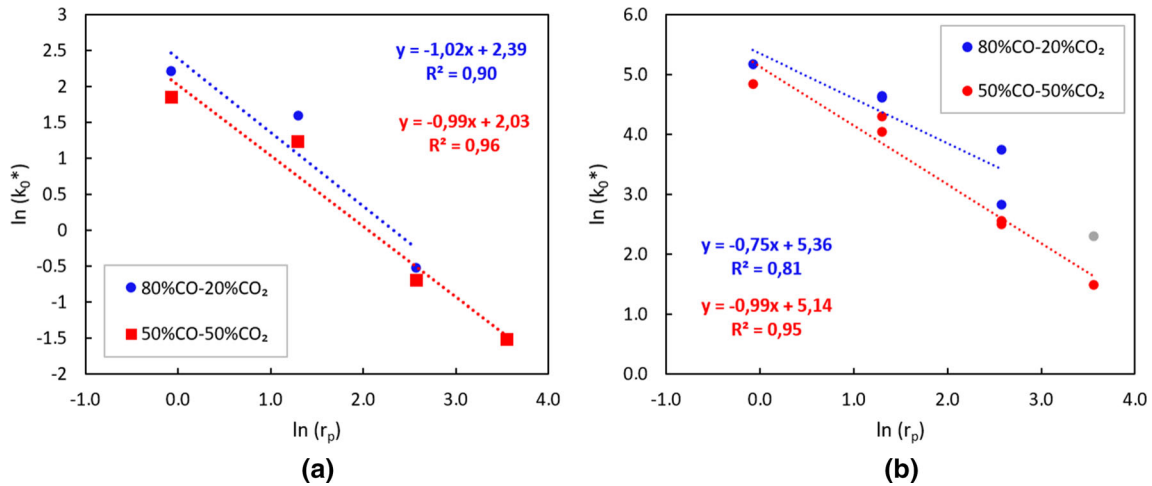 3
2.5
2
1.5
1
0.5
0
-0.5
-1
-1.5
-2
ln (k₀*)
y = -1,02x + 2,39
R² = 0,90
y = -0,99x + 2,03
R² = 0,96
80%CO-20%CO₂
50%CO-50%CO₂
-1.0 0.0 1.0 2.0 3.0 4.0
ln (rₚ)
(a)
6.0
5.0
4.0
3.0
2.0
1.0
0.0
ln (k₀*)
80%CO-20%CO₂
50%CO-50%CO₂
y = -0,75x + 5,36
R² = 0,81
y = -0,99x + 5,14
R² = 0,95
-1.0 0.0 1.0 2.0 3.0 4.0
ln (rₚ)
(b)